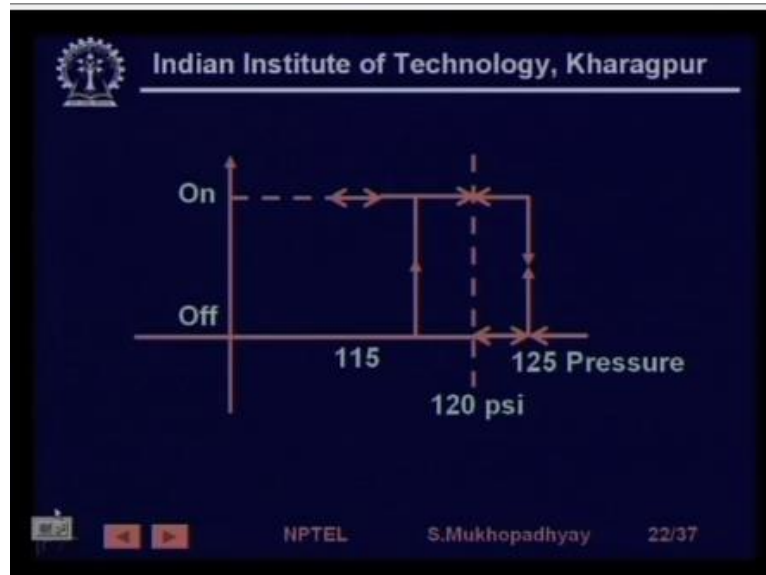 Indian Institute of Technology, Kharagpur
On
Off
115
125 Pressure
120 psi
NPTEL S.Mukhopadhyay 22/37